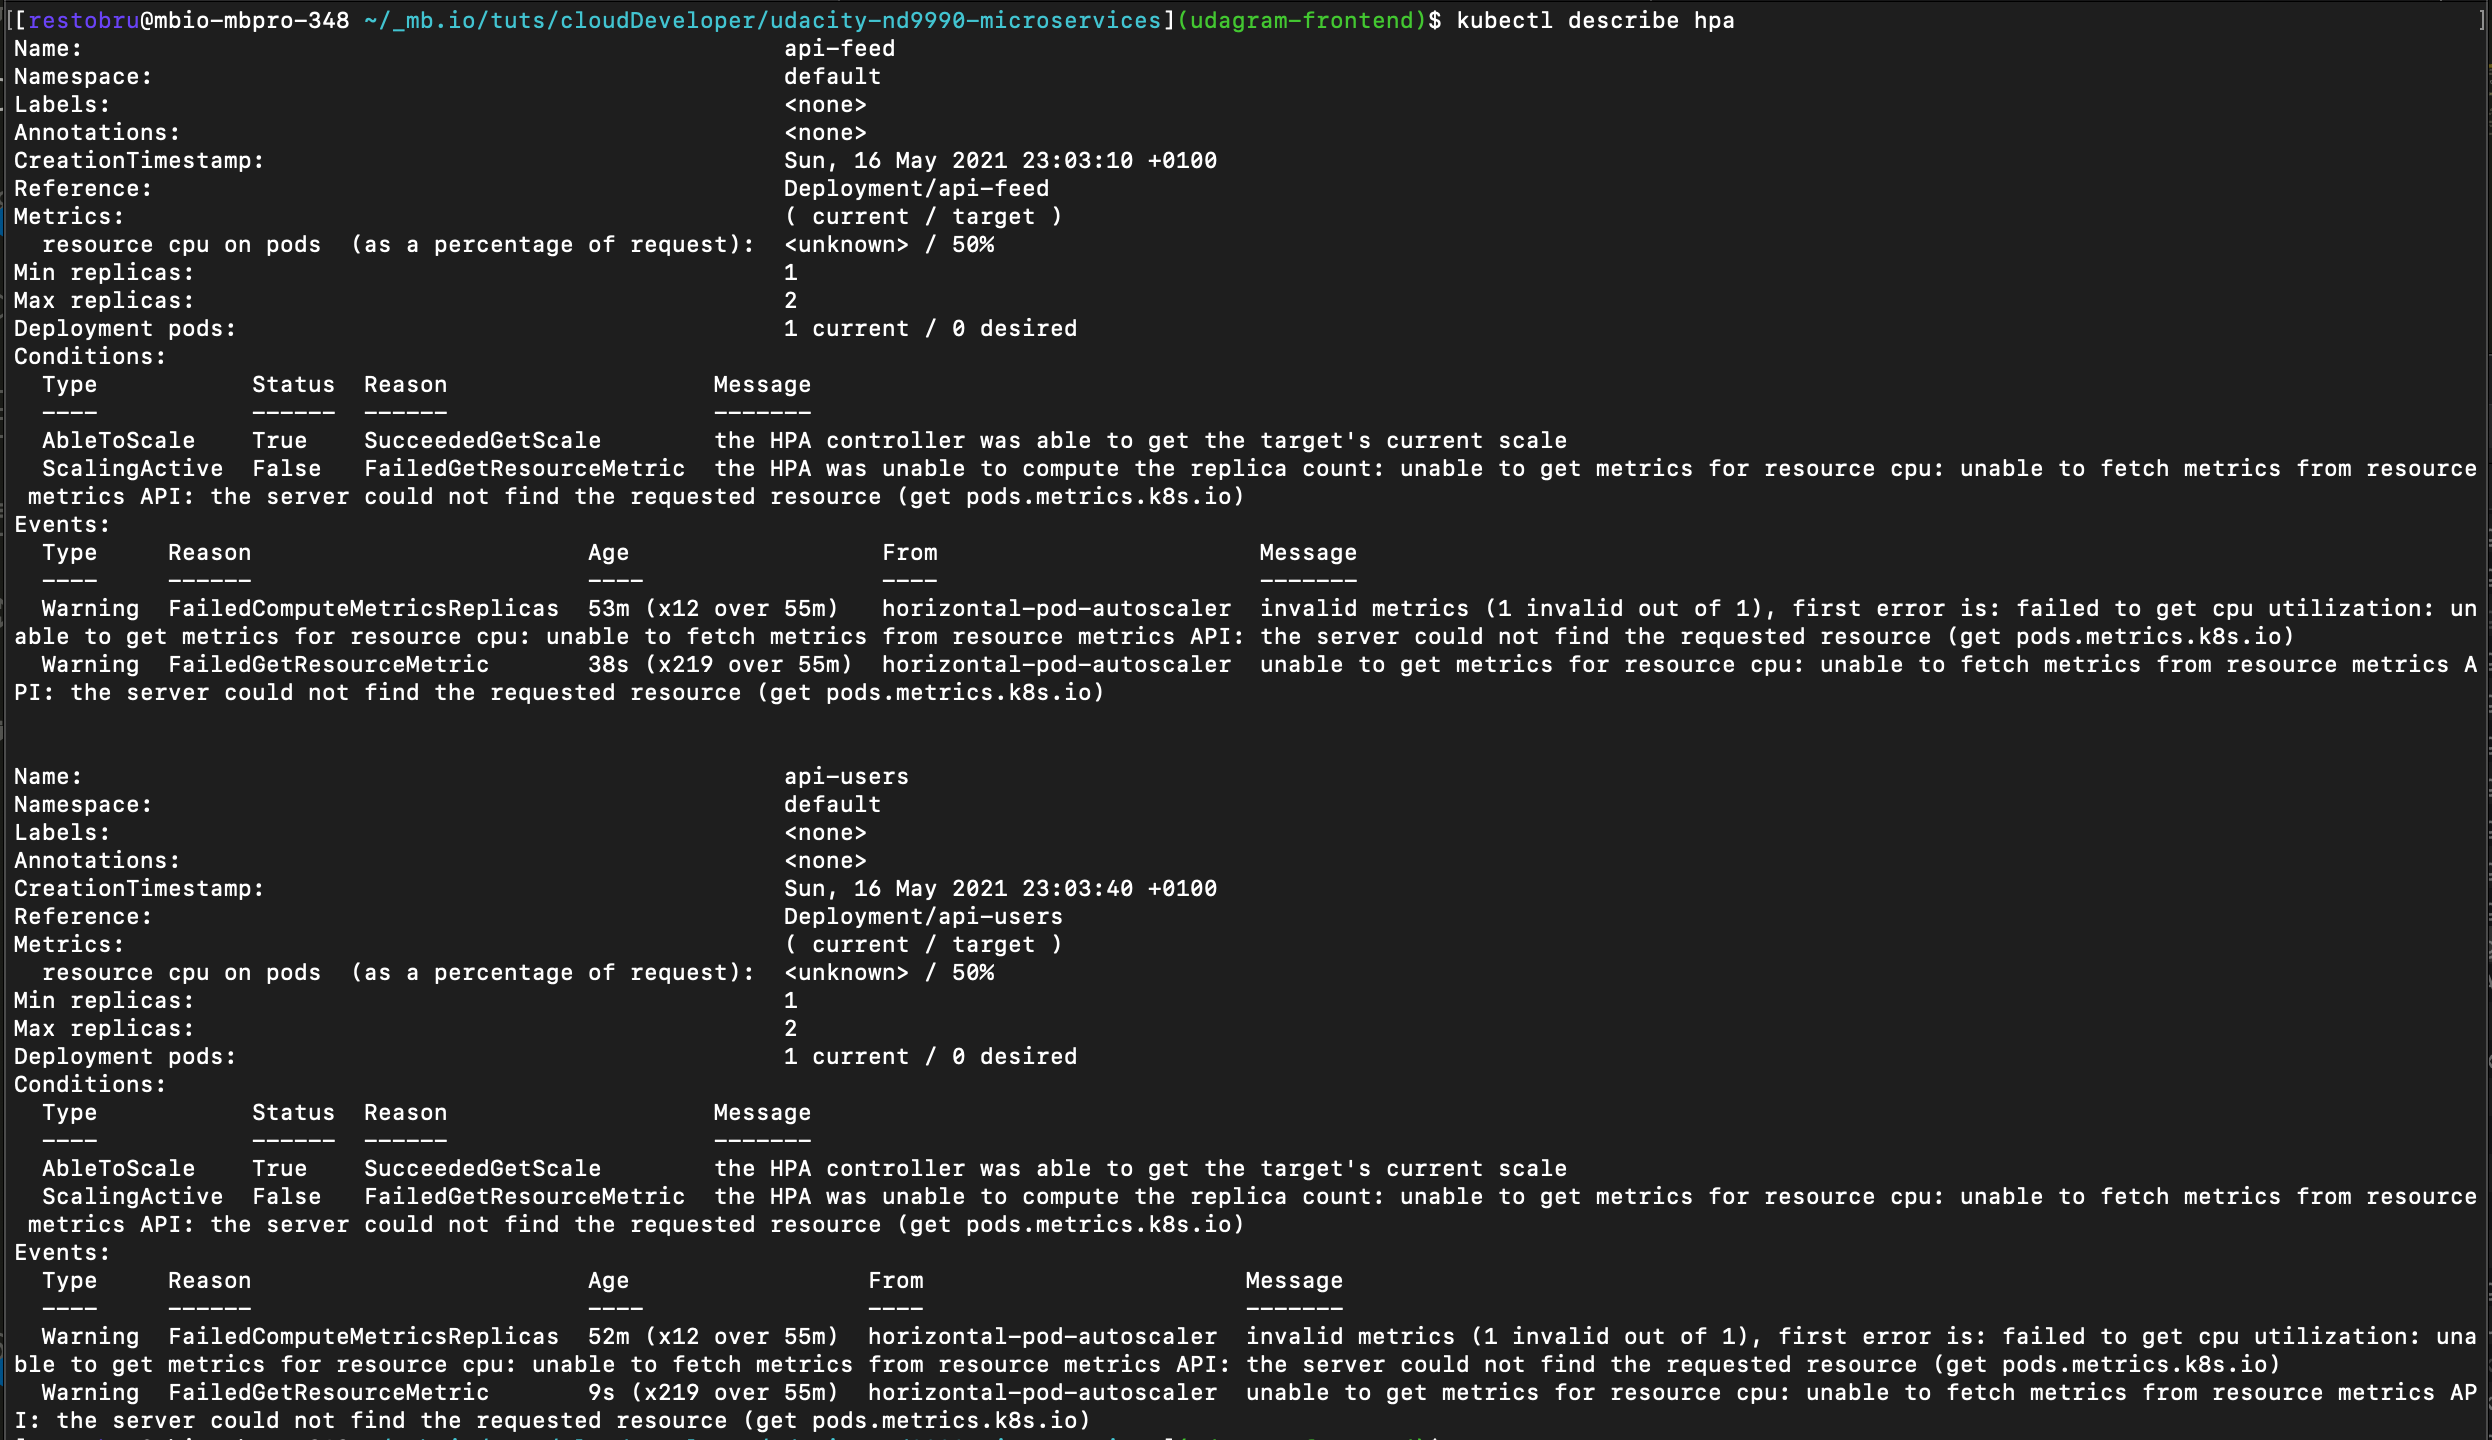 [[restobru@mbio-mbpro-348 ~/_mb.io/tuts/cloudDeveloper/udacity-nd9990-microservices](udagram-frontend)$ kubectl describe hpa ]
Name: api-feed
Namespace: default
Labels: <none>
Annotations: <none>
CreationTimestamp: Sun, 16 May 2021 23:03:10 +0100
Reference: Deployment/api-feed
Metrics: ( current / target )
resource cpu on pods (as a percentage of request): <unknown> / 50%
Min replicas: 1
Max replicas: 2
Deployment pods: 1 current / 0 desired
Conditions:
Type Status Reason Message
---- ------ ------ -------
AbleToScale True SucceededGetScale the HPA controller was able to get the target's current scale
ScalingActive False FailedGetResourceMetric the HPA was unable to compute the replica count: unable to get metrics for resource cpu: unable to fetch metrics from resource
metrics API: the server could not find the requested resource (get pods.metrics.k8s.io)
Events:
Type Reason Age From Message
---- ------ ---- ---- -------
Warning FailedComputeMetricsReplicas 53m (x12 over 55m) horizontal-pod-autoscaler invalid metrics (1 invalid out of 1), first error is: failed to get cpu utilization: un
able to get metrics for resource cpu: unable to fetch metrics from resource metrics API: the server could not find the requested resource (get pods.metrics.k8s.io)
Warning FailedGetResourceMetric 38s (x219 over 55m) horizontal-pod-autoscaler unable to get metrics for resource cpu: unable to fetch metrics from resource metrics A
PI: the server could not find the requested resource (get pods.metrics.k8s.io)
Name: api-users
Namespace: default
Labels: <none>
Annotations: <none>
CreationTimestamp: Sun, 16 May 2021 23:03:40 +0100
Reference: Deployment/api-users
Metrics: ( current / target )
resource cpu on pods (as a percentage of request): <unknown> / 50%
Min replicas: 1
Max replicas: 2
Deployment pods: 1 current / 0 desired
Conditions:
Type Status Reason Message
---- ------ ------ -------
AbleToScale True SucceededGetScale the HPA controller was able to get the target's current scale
ScalingActive False FailedGetResourceMetric the HPA was unable to compute the replica count: unable to get metrics for resource cpu: unable to fetch metrics from resource
metrics API: the server could not find the requested resource (get pods.metrics.k8s.io)
Events:
Type Reason Age From Message
---- ------ ---- ---- -------
Warning FailedComputeMetricsReplicas 52m (x12 over 55m) horizontal-pod-autoscaler invalid metrics (1 invalid out of 1), first error is: failed to get cpu utilization: una
ble to get metrics for resource cpu: unable to fetch metrics from resource metrics API: the server could not find the requested resource (get pods.metrics.k8s.io)
Warning FailedGetResourceMetric 9s (x219 over 55m) horizontal-pod-autoscaler unable to get metrics for resource cpu: unable to fetch metrics from resource metrics AP
I: the server could not find the requested resource (get pods.metrics.k8s.io)